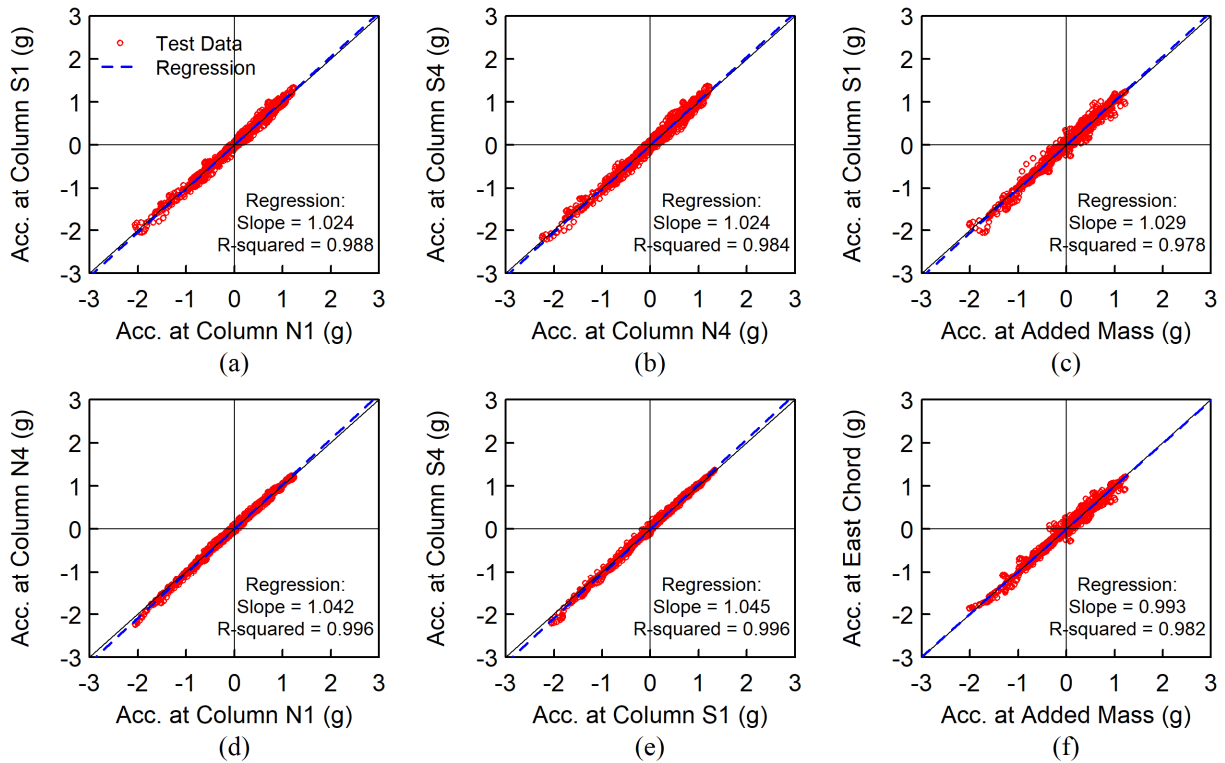 Acc. at Column S1 (g)
3
2
1
0
-1
-2
-3
Test Data
Regression
Regression:
Slope = 1.024
R-squared = 0.988
-3 -2 -1 0 1 2 3
Acc. at Column N1 (g)
(a)
Acc. at Column S4 (g)
3
2
1
0
-1
-2
-3
Regression:
Slope = 1.024
R-squared = 0.984
-3 -2 -1 0 1 2 3
Acc. at Column N4 (g)
(b)
Acc. at Column S1 (g)
3
2
1
0
-1
-2
-3
Regression:
Slope = 1.029
R-squared = 0.978
-3 -2 -1 0 1 2 3
Acc. at Added Mass (g)
(c)
Acc. at Column N4 (g)
3
2
1
0
-1
-2
-3
Regression:
Slope = 1.042
R-squared = 0.996
-3 -2 -1 0 1 2 3
Acc. at Column N1 (g)
(d)
Acc. at Column S4 (g)
3
2
1
0
-1
-2
-3
Regression:
Slope = 1.045
R-squared = 0.996
-3 -2 -1 0 1 2 3
Acc. at Column S1 (g)
(e)
Acc. at East Chord (g)
3
2
1
0
-1
-2
-3
Regression:
Slope = 0.993
R-squared = 0.982
-3 -2 -1 0 1 2 3
Acc. at Added Mass (g)
(f)